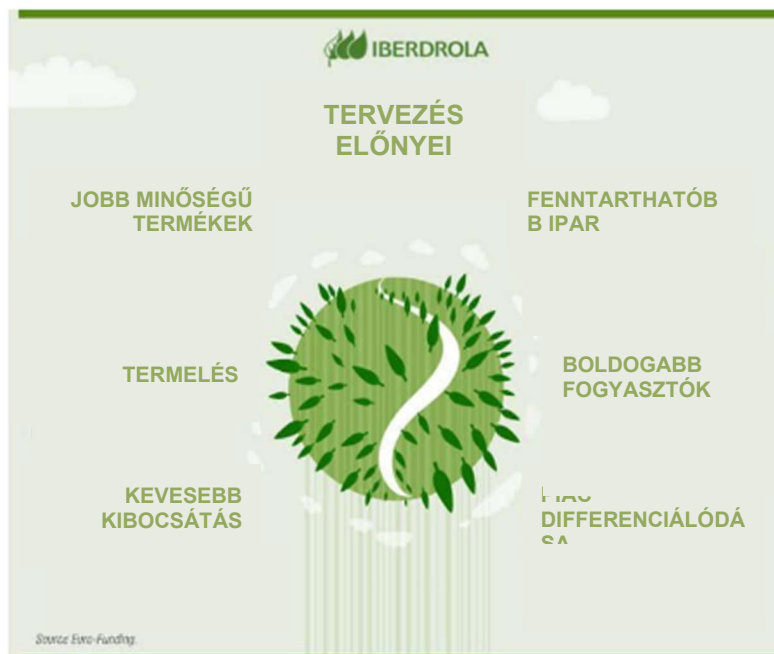 IBERDROLA
TERVEZÉS
ELŐNYEI
JOBB MINŐSÉGŰ
TERMÉKEK
FENNTARTHATÓB
B IPAR
TERMELÉS
BOLDOGABB
FOGYASZTÓK
KEVESEBB
KIBOCSÁTÁS
DIFFERENCIÁLÓDÁ
Source Euro-Funding.